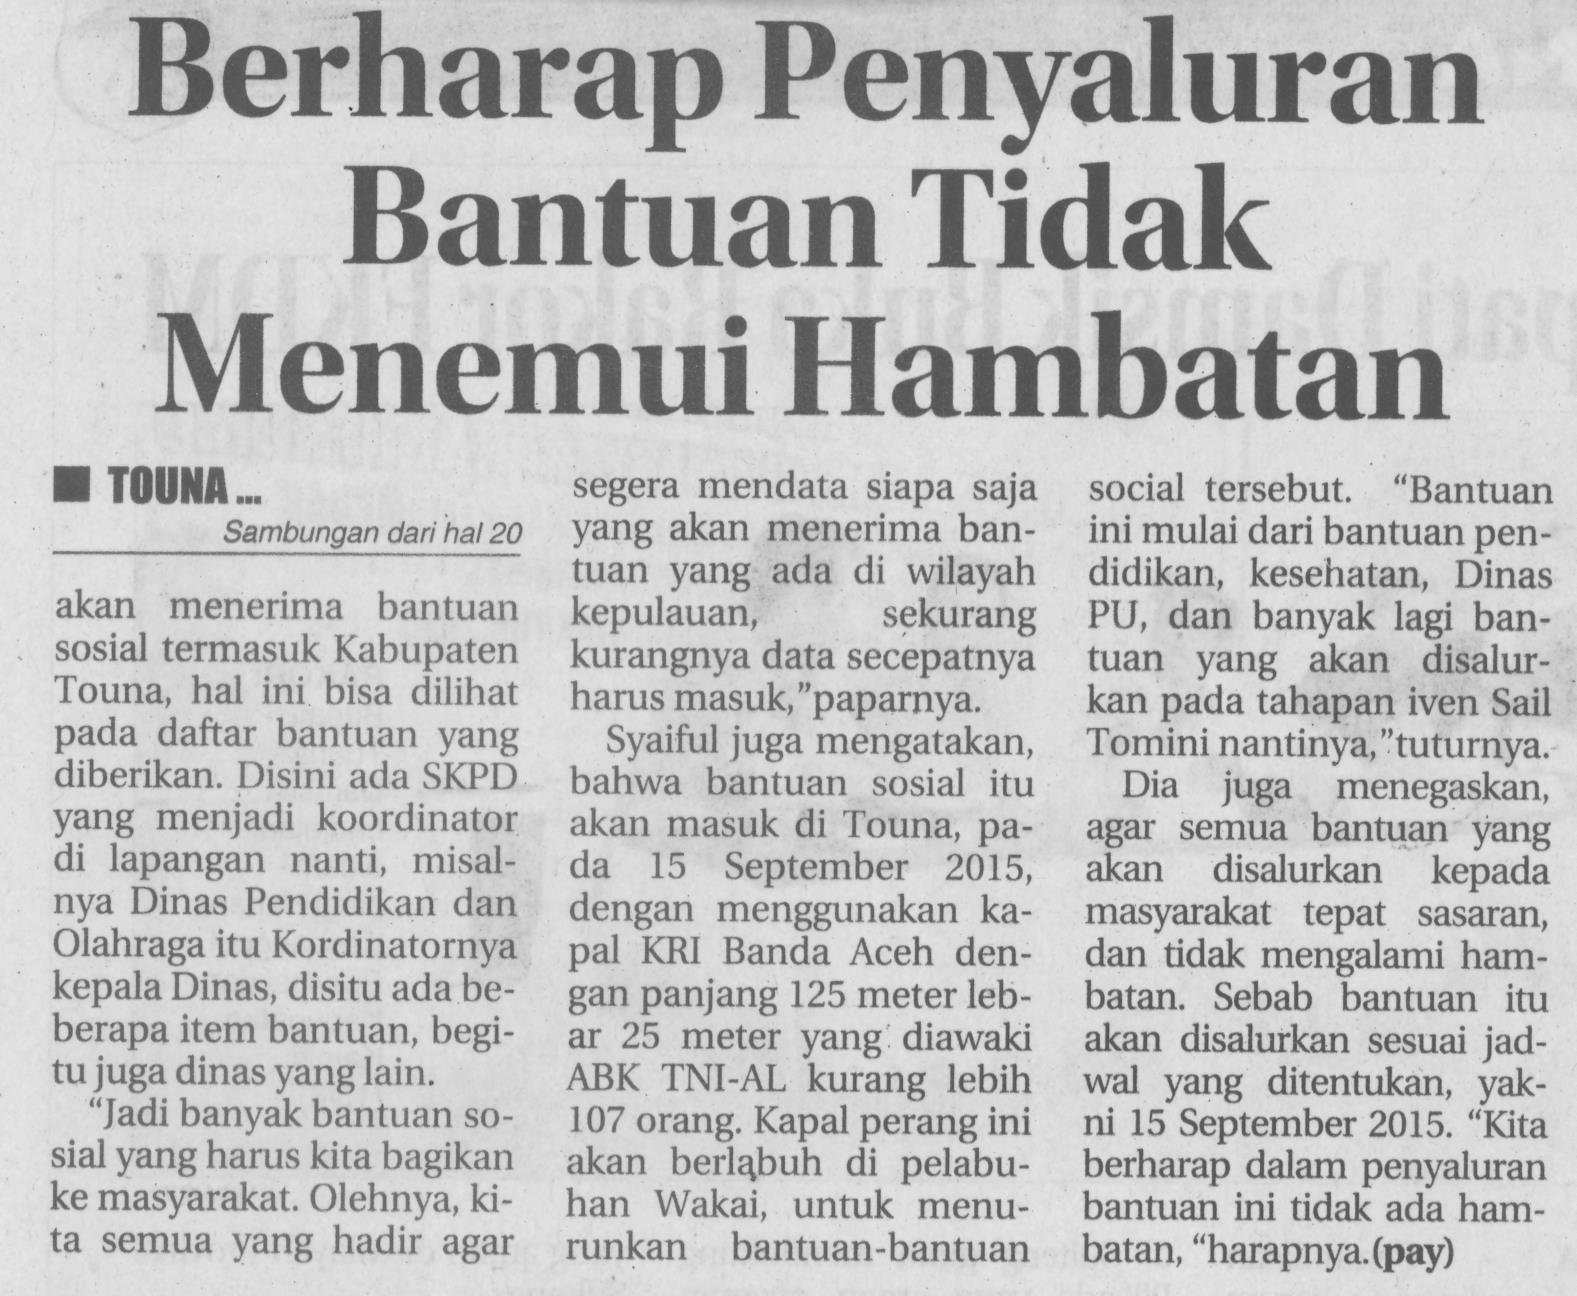 Berharap Penyaluran
Bantuan Tidak
Menemui Hambatan
■ TOUNA ...
Sambungan dari hal 20
akan menerima bantuan
sosial termasuk Kabupaten
Touna, hal ini bisa dilihat
pada daftar bantuan yang
diberikan. Disini ada SKPD
yang menjadi koordinator
di lapangan nanti, misal-
nya Dinas Pendidikan dan
Olahraga itu Kordinatornya
kepala Dinas, disitu ada be-
berapa item bantuan, begi-
tu juga dinas yang lain.
“Jadi banyak bantuan so-
sial yang harus kita bagikan
ke masyarakat. Olehnya, ki-
ta semua yang hadir agar
segera mendata siapa saja
yang akan menerima ban-
tuan yang ada di wilayah
kepulauan, sekurang
kurangnya data secepatnya
harus masuk,”paparnya.
Syaiful juga mengatakan,
bahwa bantuan sosial itu
akan masuk di Touna, pa-
da 15 September 2015,
dengan menggunakan ka-
pal KRI Banda Aceh den-
gan panjang 125 meter leb-
ar 25 meter yang diawaki
ABK TNI-AL kurang lebih
107 orang. Kapal perang ini
akan berlabuh di pelabu-
han Wakai, untuk menu-
runkan bantuan-bantuan
social tersebut. “Bantuan
ini mulai dari bantuan pen-
didikan, kesehatan, Dinas
PU, dan banyak lagi ban-
tuan yang akan disalur-
kan pada tahapan iven Sail
Tomini nantinya,”tuturnya.
Dia juga menegaskan,
agar semua bantuan yang
akan disalurkan kepada
masyarakat tepat sasaran,
dan tidak mengalami ham-
batan. Sebab bantuan itu
akan disalurkan sesuai jad-
wal yang ditentukan, yak-
ni 15 September 2015. “Kita
berharap dalam penyaluran
bantuan ini tidak ada ham-
batan, “harapnya.(pay)